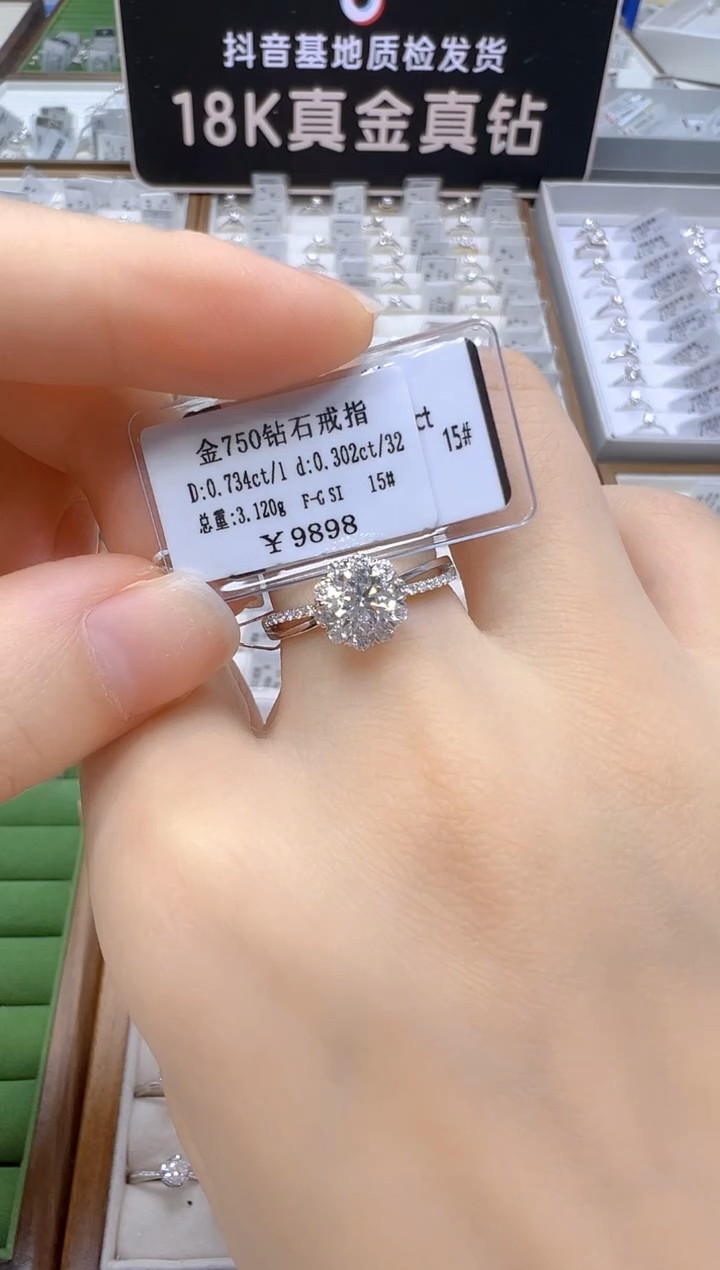 抖音基地质检发货
18K真金真钻
金750钻石戒指
D:0.734ct/1 d:0.302ct/32
总重:3.120g F-G SI 15#
￥9898
ct
15#